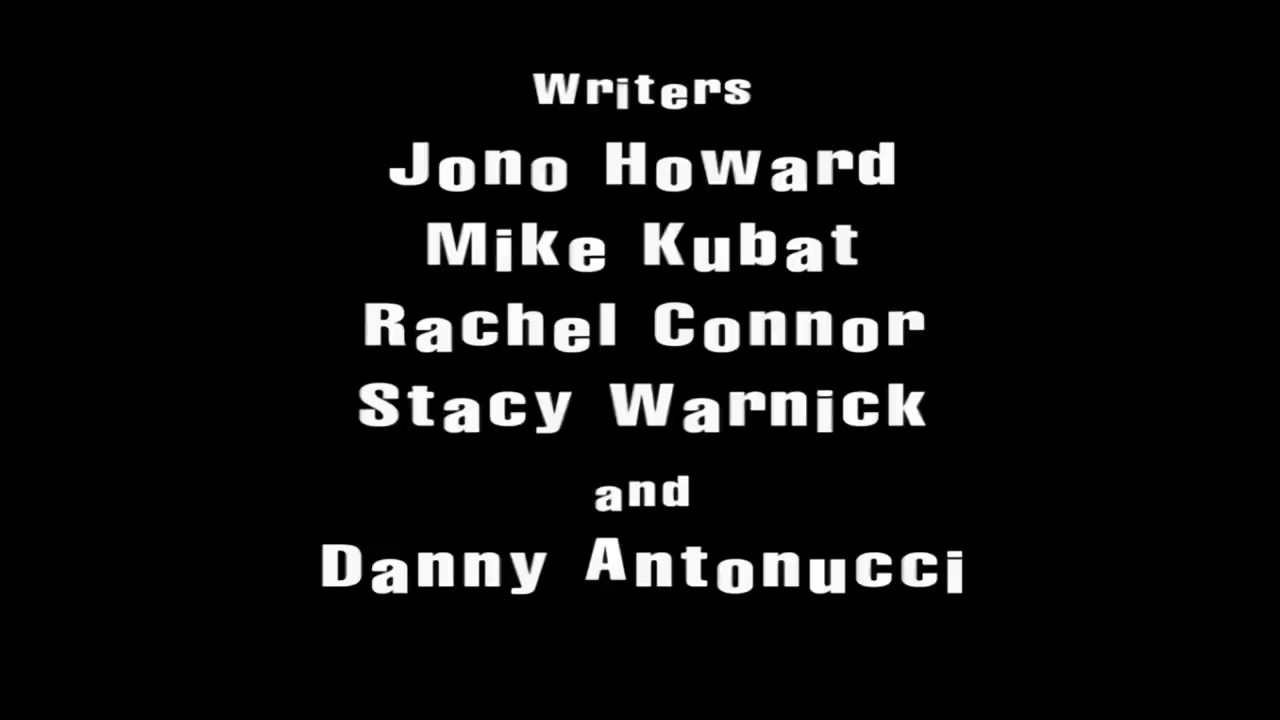 Writers
Jono Howard
Mike Kubat
Rachel Connor
Stacy Warnick
and
Danny Antonucci